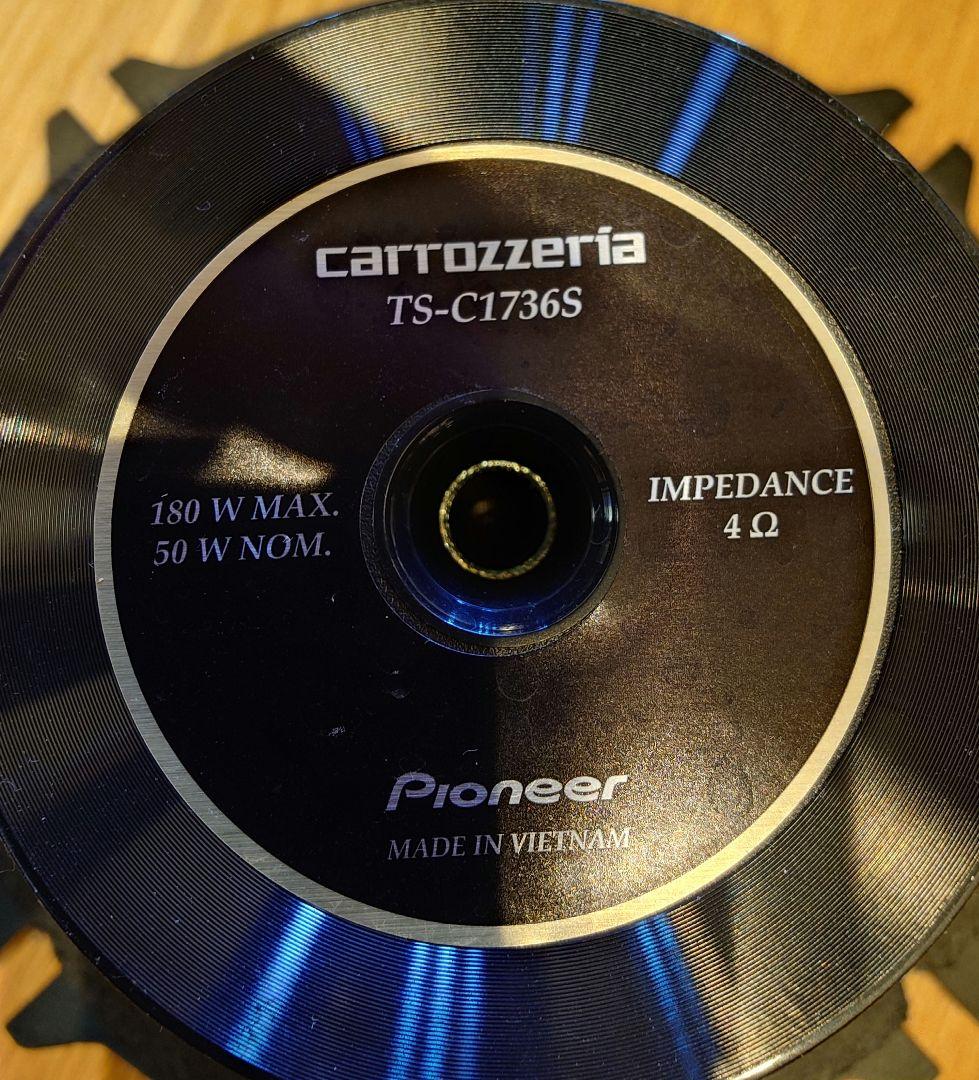 carrozzeria
TS-C1736S
180 W MAX.
50 W NOM.
IMPEDANCE
4 Ω
Pioneer
MADE IN VIETNAM